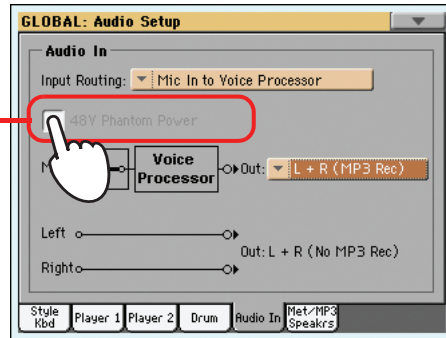 GLOBAL: Audio Setup
Audio In
Input Routing: Mic In to Voice Processor
48V Phantom Power
Voice
Processor
Out: L + R (MP3 Rec)
Left
Out: L + R (No MP3 Rec)
Right
Style Kbd
Player 1
Player 2
Drum
Audio In
Met/MP3 Speakrs